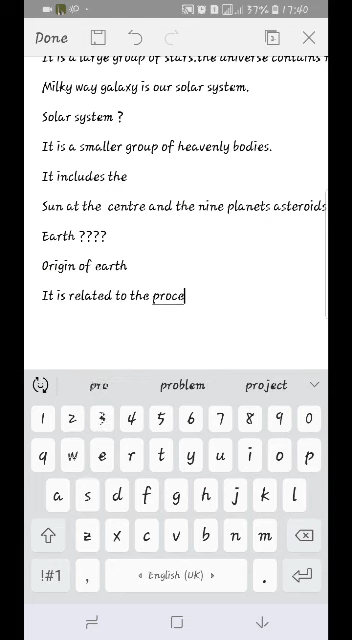 37% 17:40
Done
It is a large group of stars.the universe contains
Milky way galaxy is our solar system.
Solar system ?
It is a smaller group of heavenly bodies.
It includes the
Sun at the centre and the nine planets asteroids
Earth ????
Origin of earth
It is related to the proce
pro problem project
1 2 3 4 5 6 7 8 9 0
q w e r t y u i o p
a s d f g h j k l
z x c v b n m
!#1 , English (UK) .